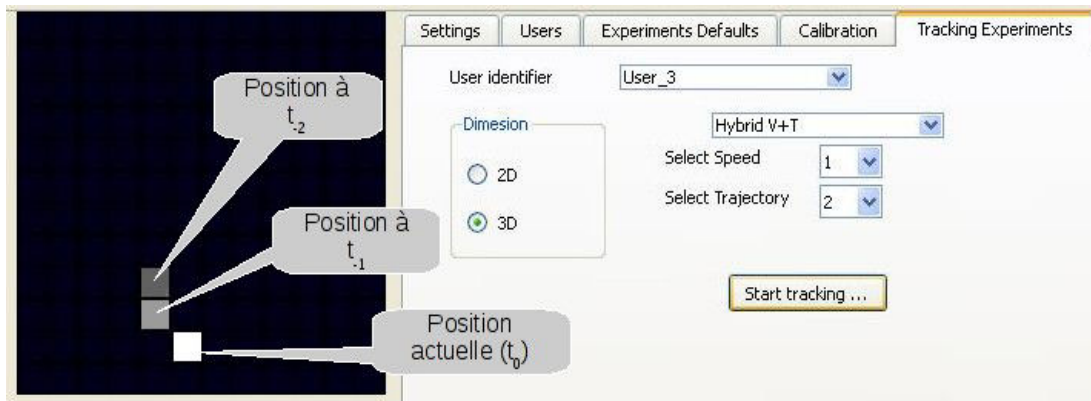 Position à
t-2
Position à
t-1
Position
actuelle (t0)
Settings
Users
Experiments Defaults
Calibration
Tracking Experiments
User identifier
User_3
Dimesion
2D
3D
Hybrid V+T
Select Speed
1
Select Trajectory
2
Start tracking ...